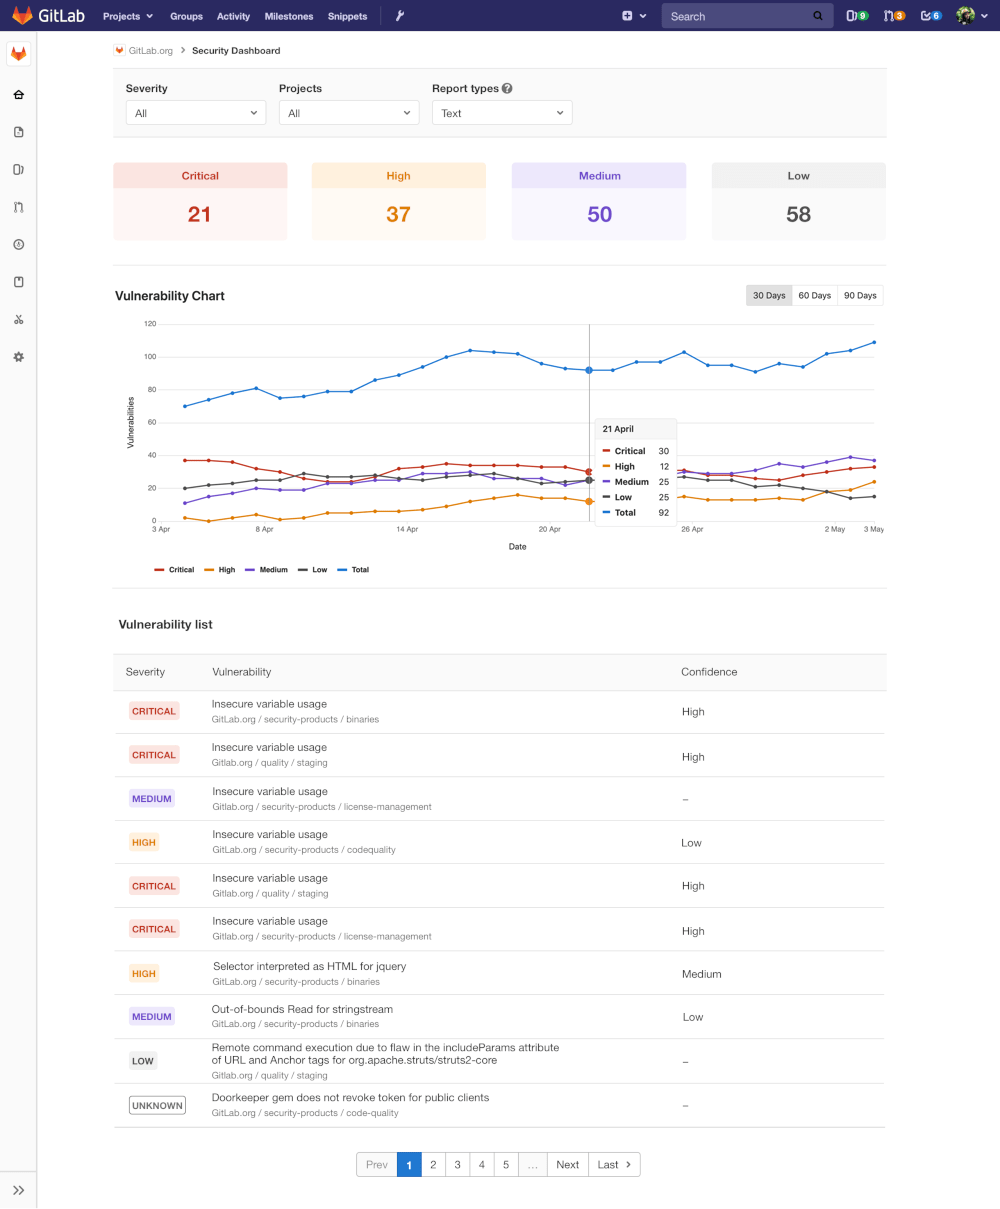 GitLab Projects Groups Activity Milestones Snippets Search 9 3 6
GitLab.org > Security Dashboard
Severity Projects Report types ?
All All Text
Critical High Medium Low
21 37 50 58
Vulnerability Chart 30 Days 60 Days 90 Days
120
100
80
60
40
20
0
Vulnerabilities
21 April
Critical 30
High 12
Medium 25
Low 25
Total 92
3 Apr 8 Apr 14 Apr 20 Apr 26 Apr 2 May 3 May
Date
Critical High Medium Low Total
Vulnerability list
Severity Vulnerability Confidence
CRITICAL Insecure variable usage High
GitLab.org / security-products / binaries
CRITICAL Insecure variable usage High
Gitlab.org / quality / staging
MEDIUM Insecure variable usage –
Gitlab.org / security-products / license-management
HIGH Insecure variable usage Low
GitLab.org / security-products / codequality
CRITICAL Insecure variable usage High
Gitlab.org / quality / staging
CRITICAL Insecure variable usage High
Gitlab.org / security-products / license-management
HIGH Selector interpreted as HTML for jquery Medium
GitLab.org / security-products / binaries
MEDIUM Out-of-bounds Read for stringstream Low
GitLab.org / security-products / binaries
LOW Remote command execution due to flaw in the includeParams attribute –
of URL and Anchor tags for org.apache.struts/struts2-core
Gitlab.org / quality / staging
UNKNOWN Doorkeeper gem does not revoke token for public clients –
GitLab.org / security-products / code-quality
Prev 1 2 3 4 5 ... Next Last >